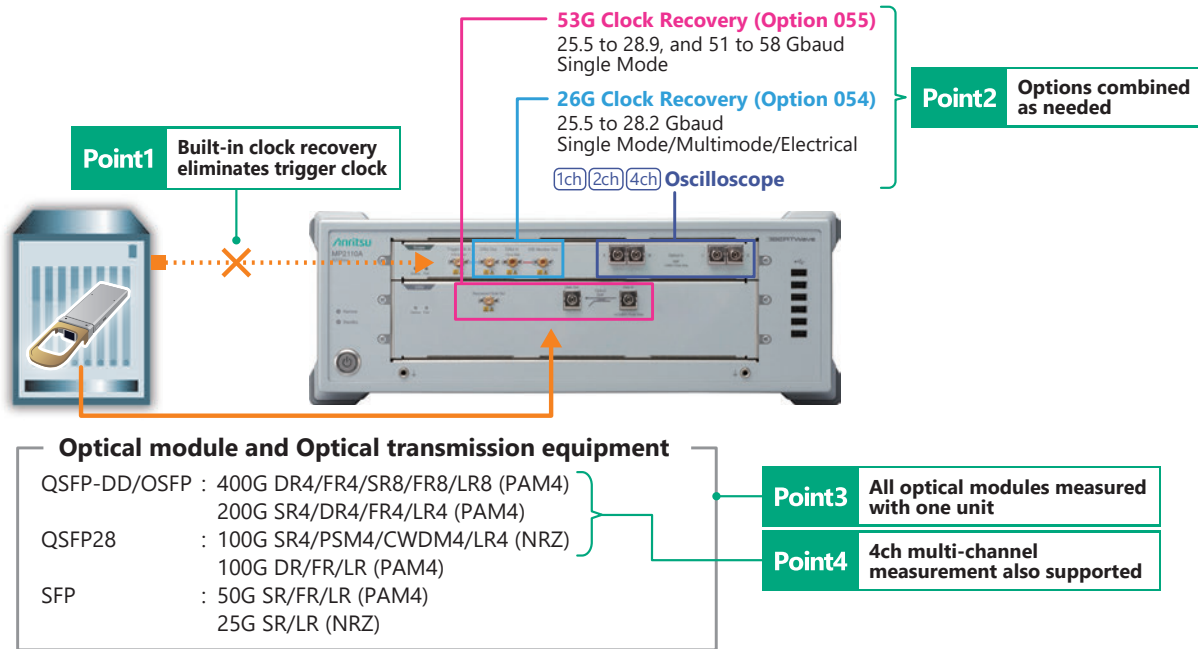 53G Clock Recovery (Option 055)
25.5 to 28.9, and 51 to 58 Gbaud
Single Mode
26G Clock Recovery (Option 054)
25.5 to 28.2 Gbaud
Single Mode/Multimode/Electrical
1ch 2ch 4ch Oscilloscope
Point2 Options combined
as needed
Point1 Built-in clock recovery
eliminates trigger clock
Anritsu
MP2110A
BERTWave
Optical module and Optical transmission equipment
QSFP-DD/OSFP : 400G DR4/FR4/SR8/FR8/LR8 (PAM4)
200G SR4/DR4/FR4/LR4 (PAM4)
QSFP28 : 100G SR4/PSM4/CWDM4/LR4 (NRZ)
100G DR/FR/LR (PAM4)
SFP : 50G SR/FR/LR (PAM4)
25G SR/LR (NRZ)
Point3 All optical modules measured
with one unit
Point4 4ch multi-channel
measurement also supported